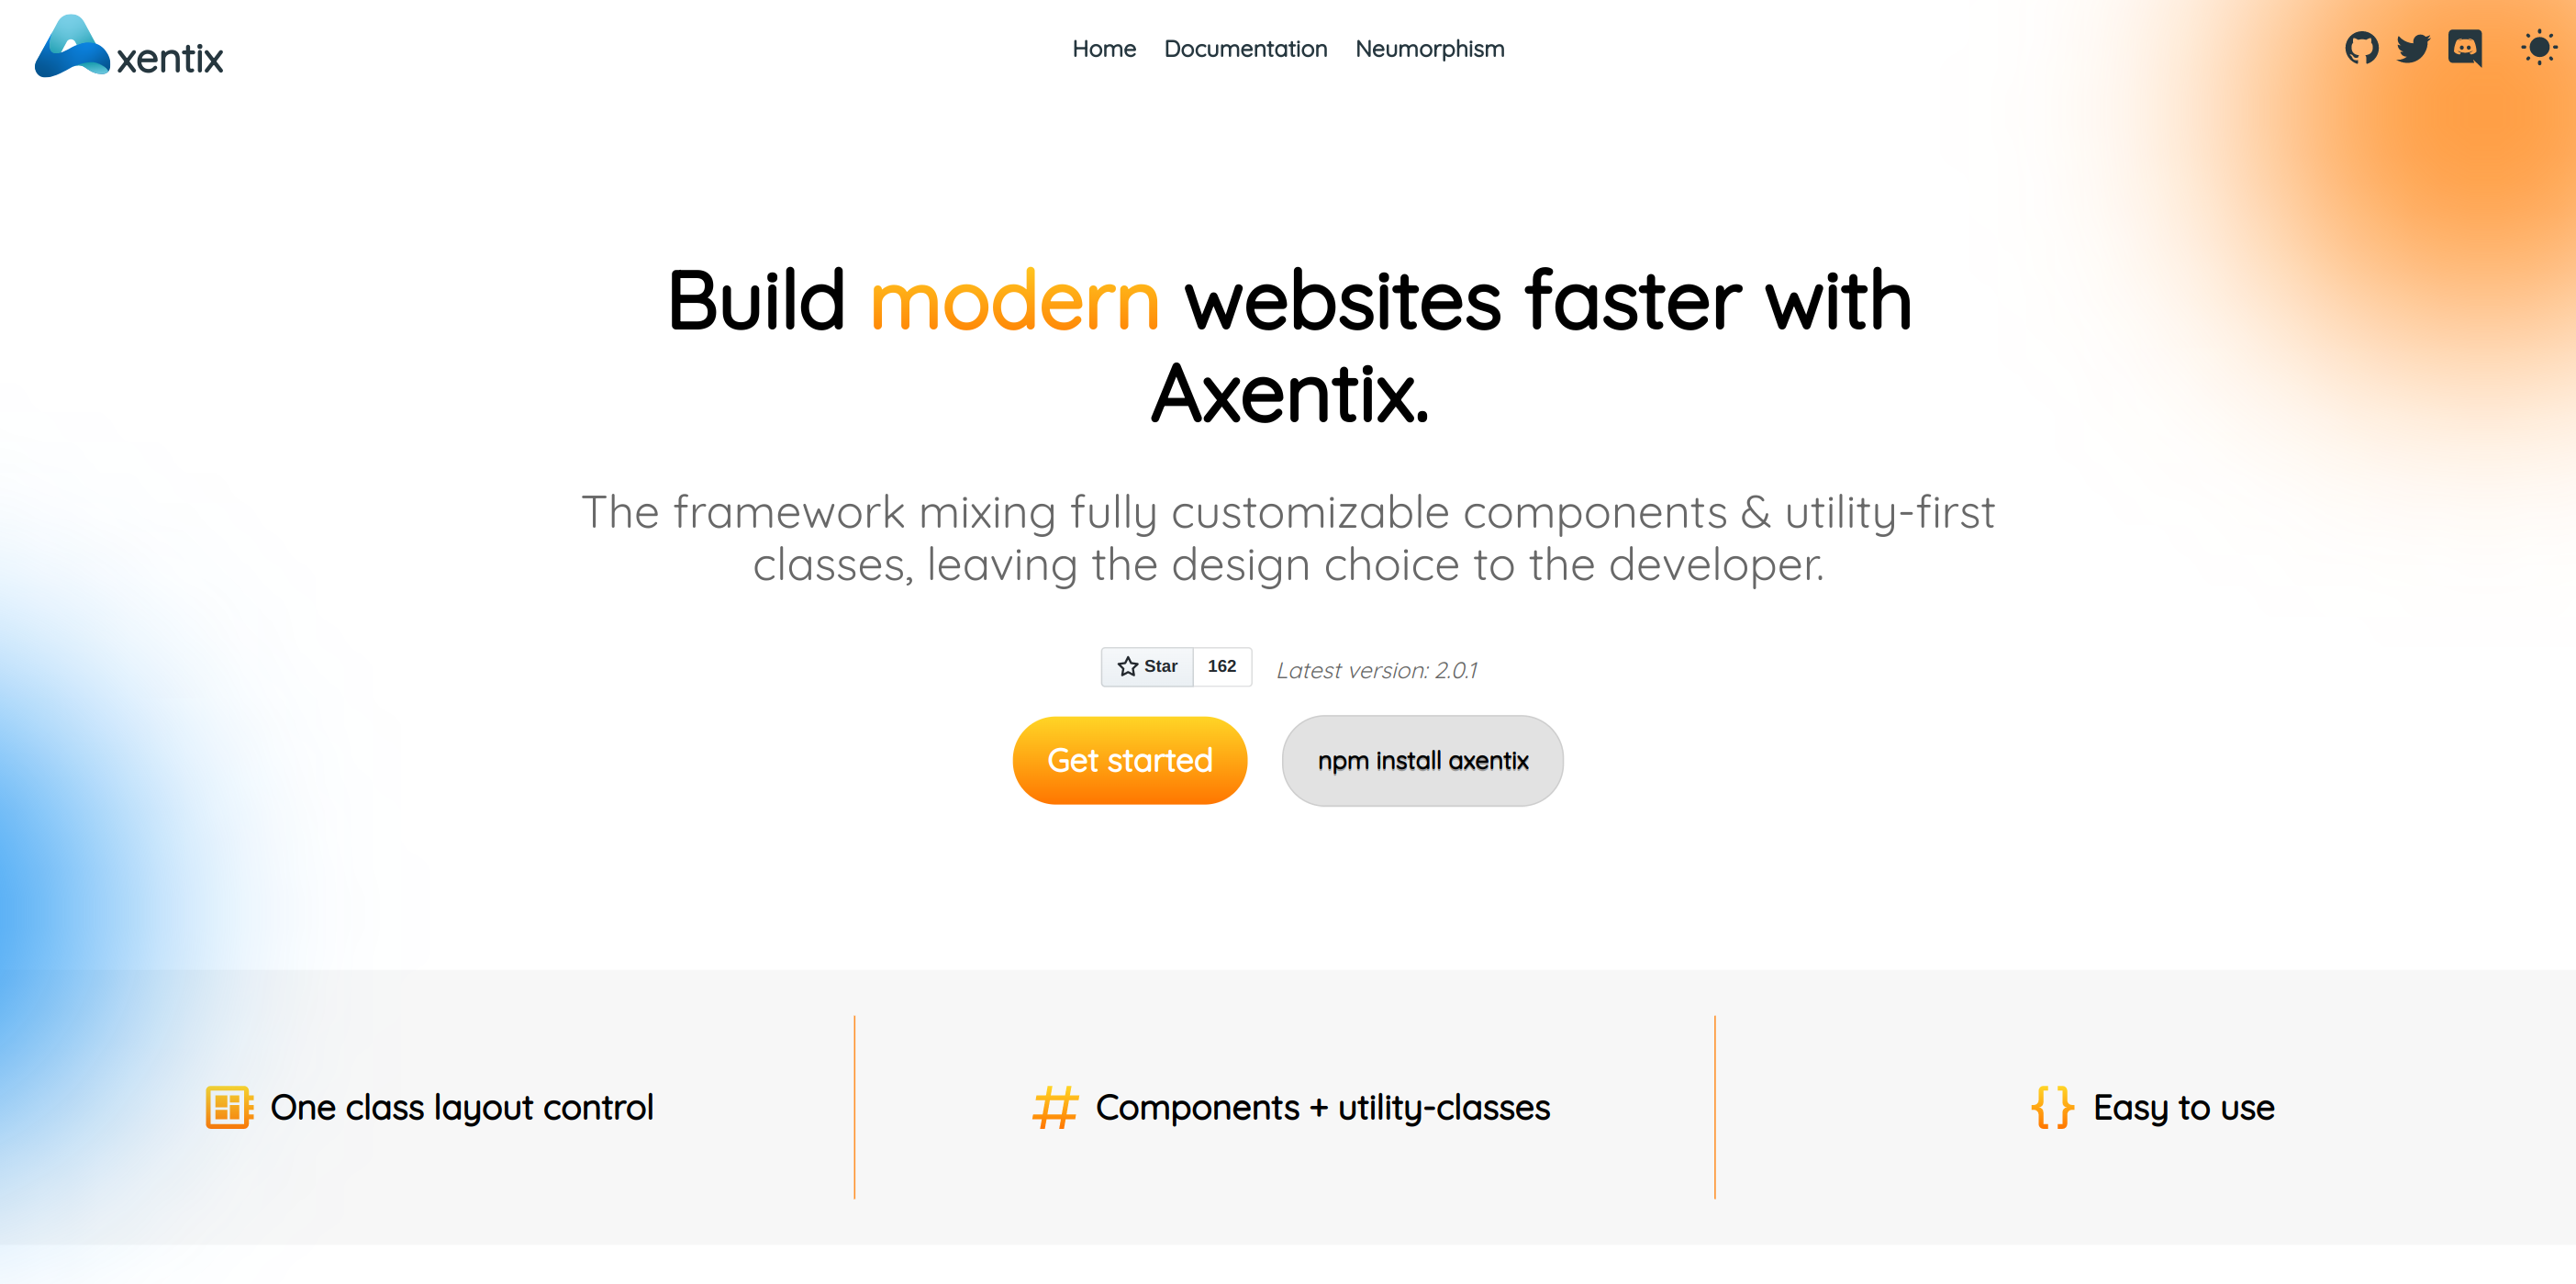 Axentix
Home Documentation Neumorphism
Build modern websites faster with
Axentix.
The framework mixing fully customizable components & utility-first
classes, leaving the design choice to the developer.
Star 162 Latest version: 2.0.1
Get started npm install axentix
One class layout control Components + utility-classes Easy to use